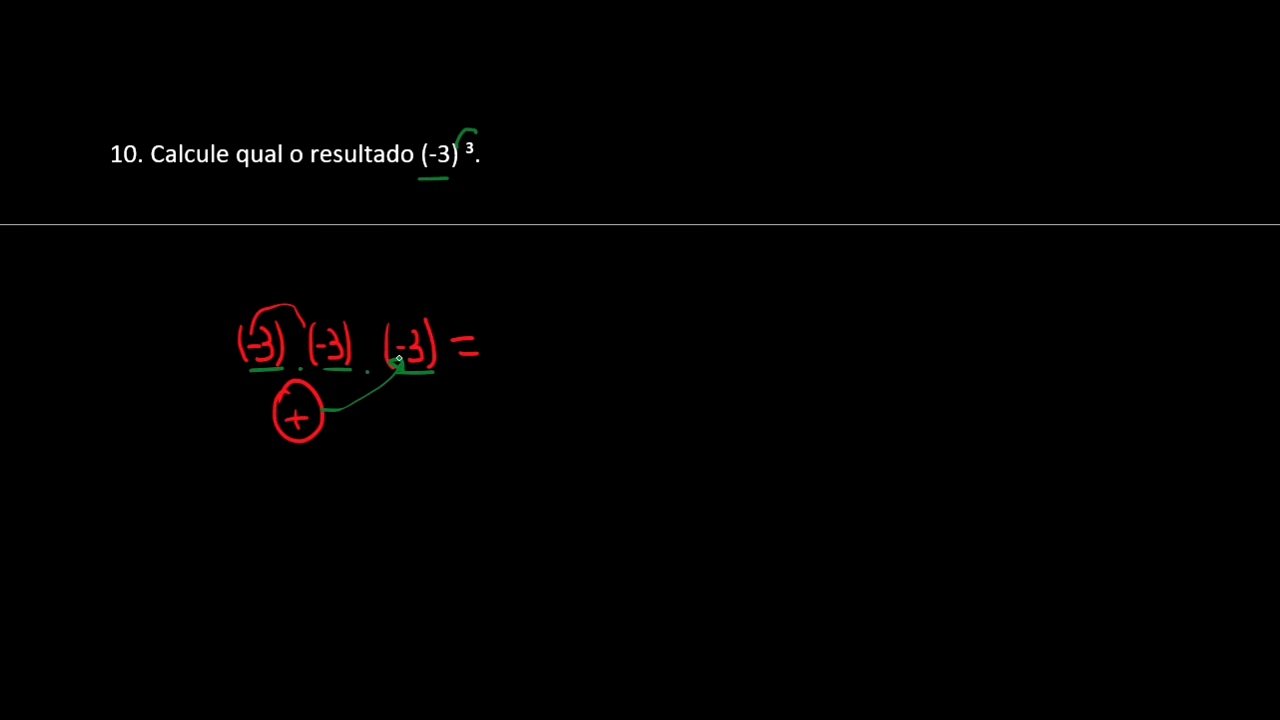 10. Calcule qual o resultado (-3) ³.
(-3) . (-3) . (-3) =
+